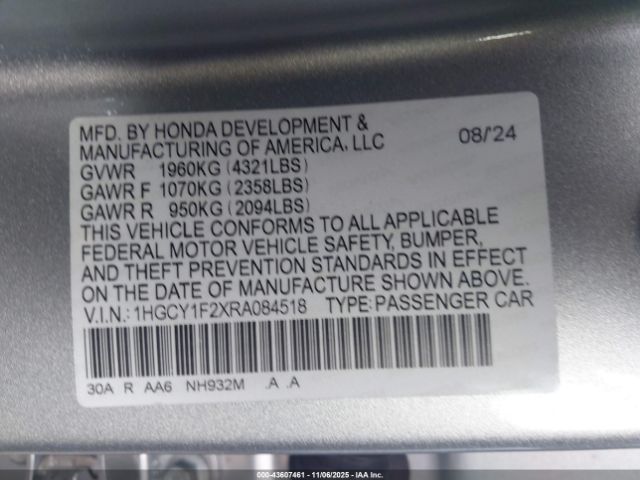 MFD. BY HONDA DEVELOPMENT &
MANUFACTURING OF AMERICA, LLC 08/24
GVWR 1960KG (4321LBS)
GAWR F 1070KG (2358LBS)
GAWR R 950KG (2094LBS)
THIS VEHICLE CONFORMS TO ALL APPLICABLE
FEDERAL MOTOR VEHICLE SAFETY, BUMPER,
AND THEFT PREVENTION STANDARDS IN EFFECT
ON THE DATE OF MANUFACTURE SHOWN ABOVE.
V.I.N.: 1HGCY1F2XRA084518 TYPE: PASSENGER CAR
30A R AA6 NH932M .A .A
000-43607461 - 11/06/2025 - IAA Inc.